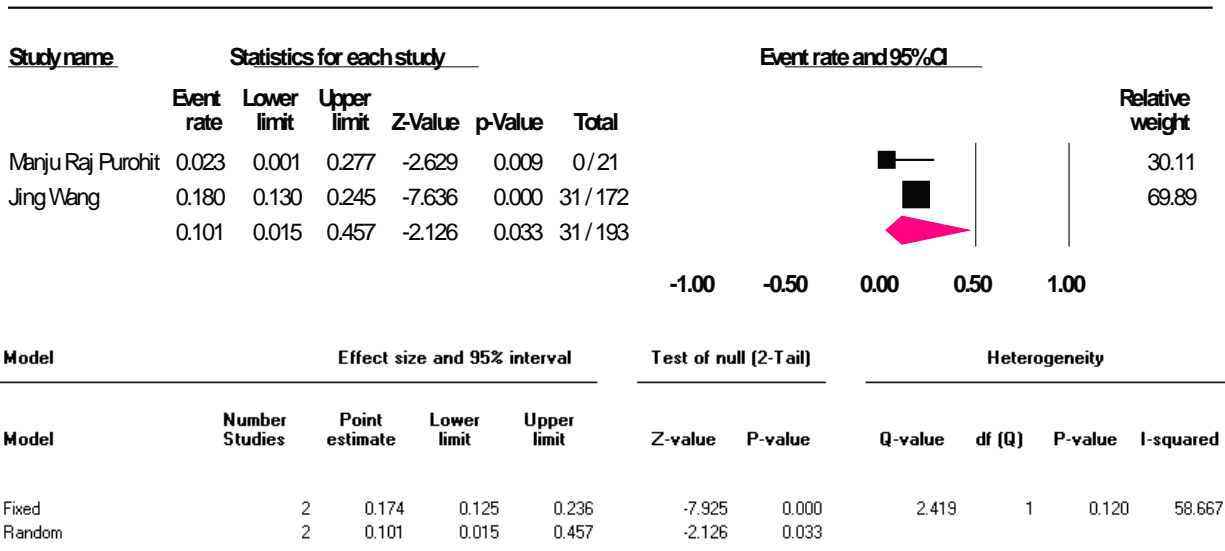 Study name Statistics for each study Event rate and 95% CI
Event Lower Upper Relative
rate limit limit Z-Value p-Value Total weight
Manju Raj Purohit 0.023 0.001 0.277 -2.629 0.009 0 / 21 30.11
Jing Wang 0.180 0.130 0.245 -7.636 0.000 31 / 172 69.89
0.101 0.015 0.457 -2.126 0.033 31 / 193
-1.00 -0.50 0.00 0.50 1.00
Model Effect size and 95% interval Test of null (2-Tail) Heterogeneity
Number Point Lower Upper
Model Studies estimate limit limit Z-value P-value Q-value df (Q) P-value I-squared
Fixed 2 0.174 0.125 0.236 -7.925 0.000 2.419 1 0.120 58.667
Random 2 0.101 0.015 0.457 -2.126 0.033